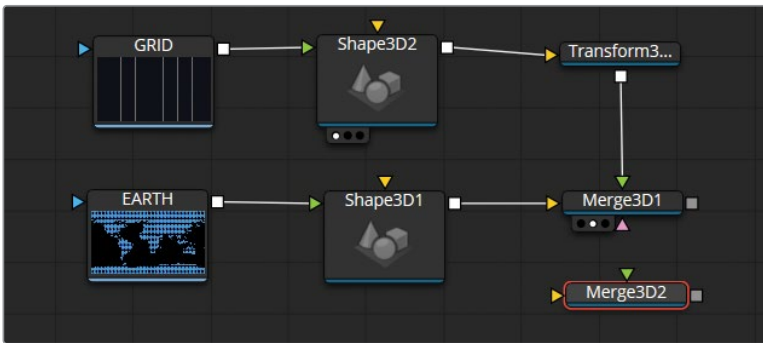 GRID
Shape3D2
Transform3...
EARTH
Shape3D1
Merge3D1
Merge3D2